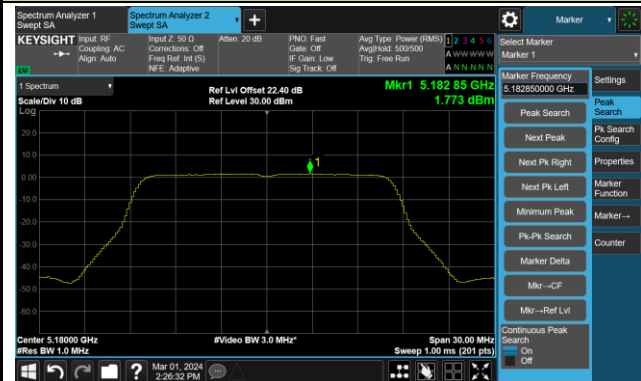 Spectrum Analyzer 1
Swept SA
Spectrum Analyzer 2
Swept SA
Marker
KEYSIGHT
Input: RF
Coupling: AC
Align: Auto
Input Z: 50 Ω
Corrections: Off
Freq Ref: Int (S)
NFE: Adaptive
Atten: 20 dB
PNO: Fast
Gate: Off
IF Gain: Low
Sig Track: Off
Avg Type: Power (RMS)
Avg|Hold: 500/500
Trig: Free Run
1 2 3 4 5 6
A W W W W W
A N N N N N
Select Marker
Marker 1
1 Spectrum
Scale/Div 10 dB
Log
Ref Lvl Offset 22.40 dB
Ref Level 30.00 dBm
Mkr1 5.182 85 GHz
1.773 dBm
20.0
10.0
0.00
-10.0
-20.0
-30.0
-40.0
-50.0
-60.0
1
Center 5.18000 GHz
#Res BW 1.0 MHz
#Video BW 3.0 MHz*
Span 30.00 MHz
Sweep 1.00 ms (201 pts)
Marker Frequency
5.182850000 GHz
Peak Search
Next Peak
Next Pk Right
Next Pk Left
Minimum Peak
Pk-Pk Search
Marker Delta
Mkr→CF
Mkr→Ref Lvl
Continuous Peak
Search
On
Off
Settings
Peak
Search
Pk Search
Config
Properties
Marker
Function
Marker→
Counter
Mar 01, 2024
2:26:32 PM